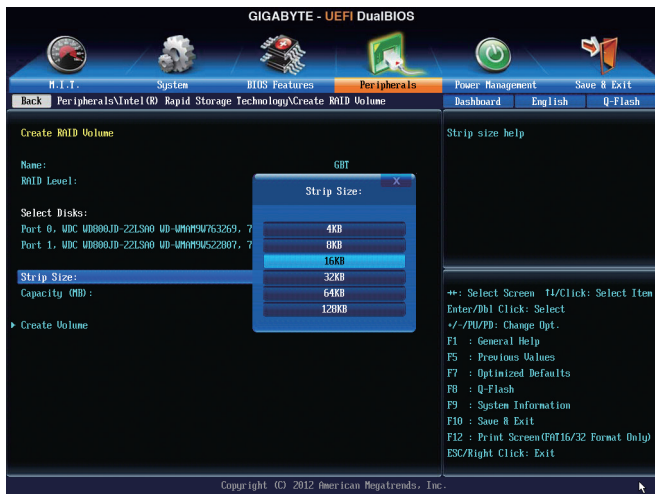 GIGABYTE - UEFI DualBIOS
M.I.T. System BIOS Features Peripherals Power Management Save & Exit
Back Peripherals\Intel(R) Rapid Storage Technology\Create RAID Volume Dashboard English Q-Flash
Create RAID Volume
Name: GBT
RAID Level:
Select Disks:
Port 0, WDC WD800JD-22LSA0 WD-WMAM9W763269, 7
Port 1, WDC WD800JD-22LSA0 WD-WMAM9W522807, 7
Strip Size:
Capacity (MB):
Create Volume
X
Strip Size:
4KB
8KB
16KB
32KB
64KB
128KB
Strip size help
→←: Select Screen ↑↓/Click: Select Item
Enter/Dbl Click: Select
+/-/PU/PD: Change Opt.
F1 : General Help
F5 : Previous Values
F7 : Optimized Defaults
F8 : Q-Flash
F9 : System Information
F10 : Save & Exit
F12 : Print Screen(FAT16/32 Format Only)
ESC/Right Click: Exit
Copyright (C) 2012 American Megatrends, Inc.